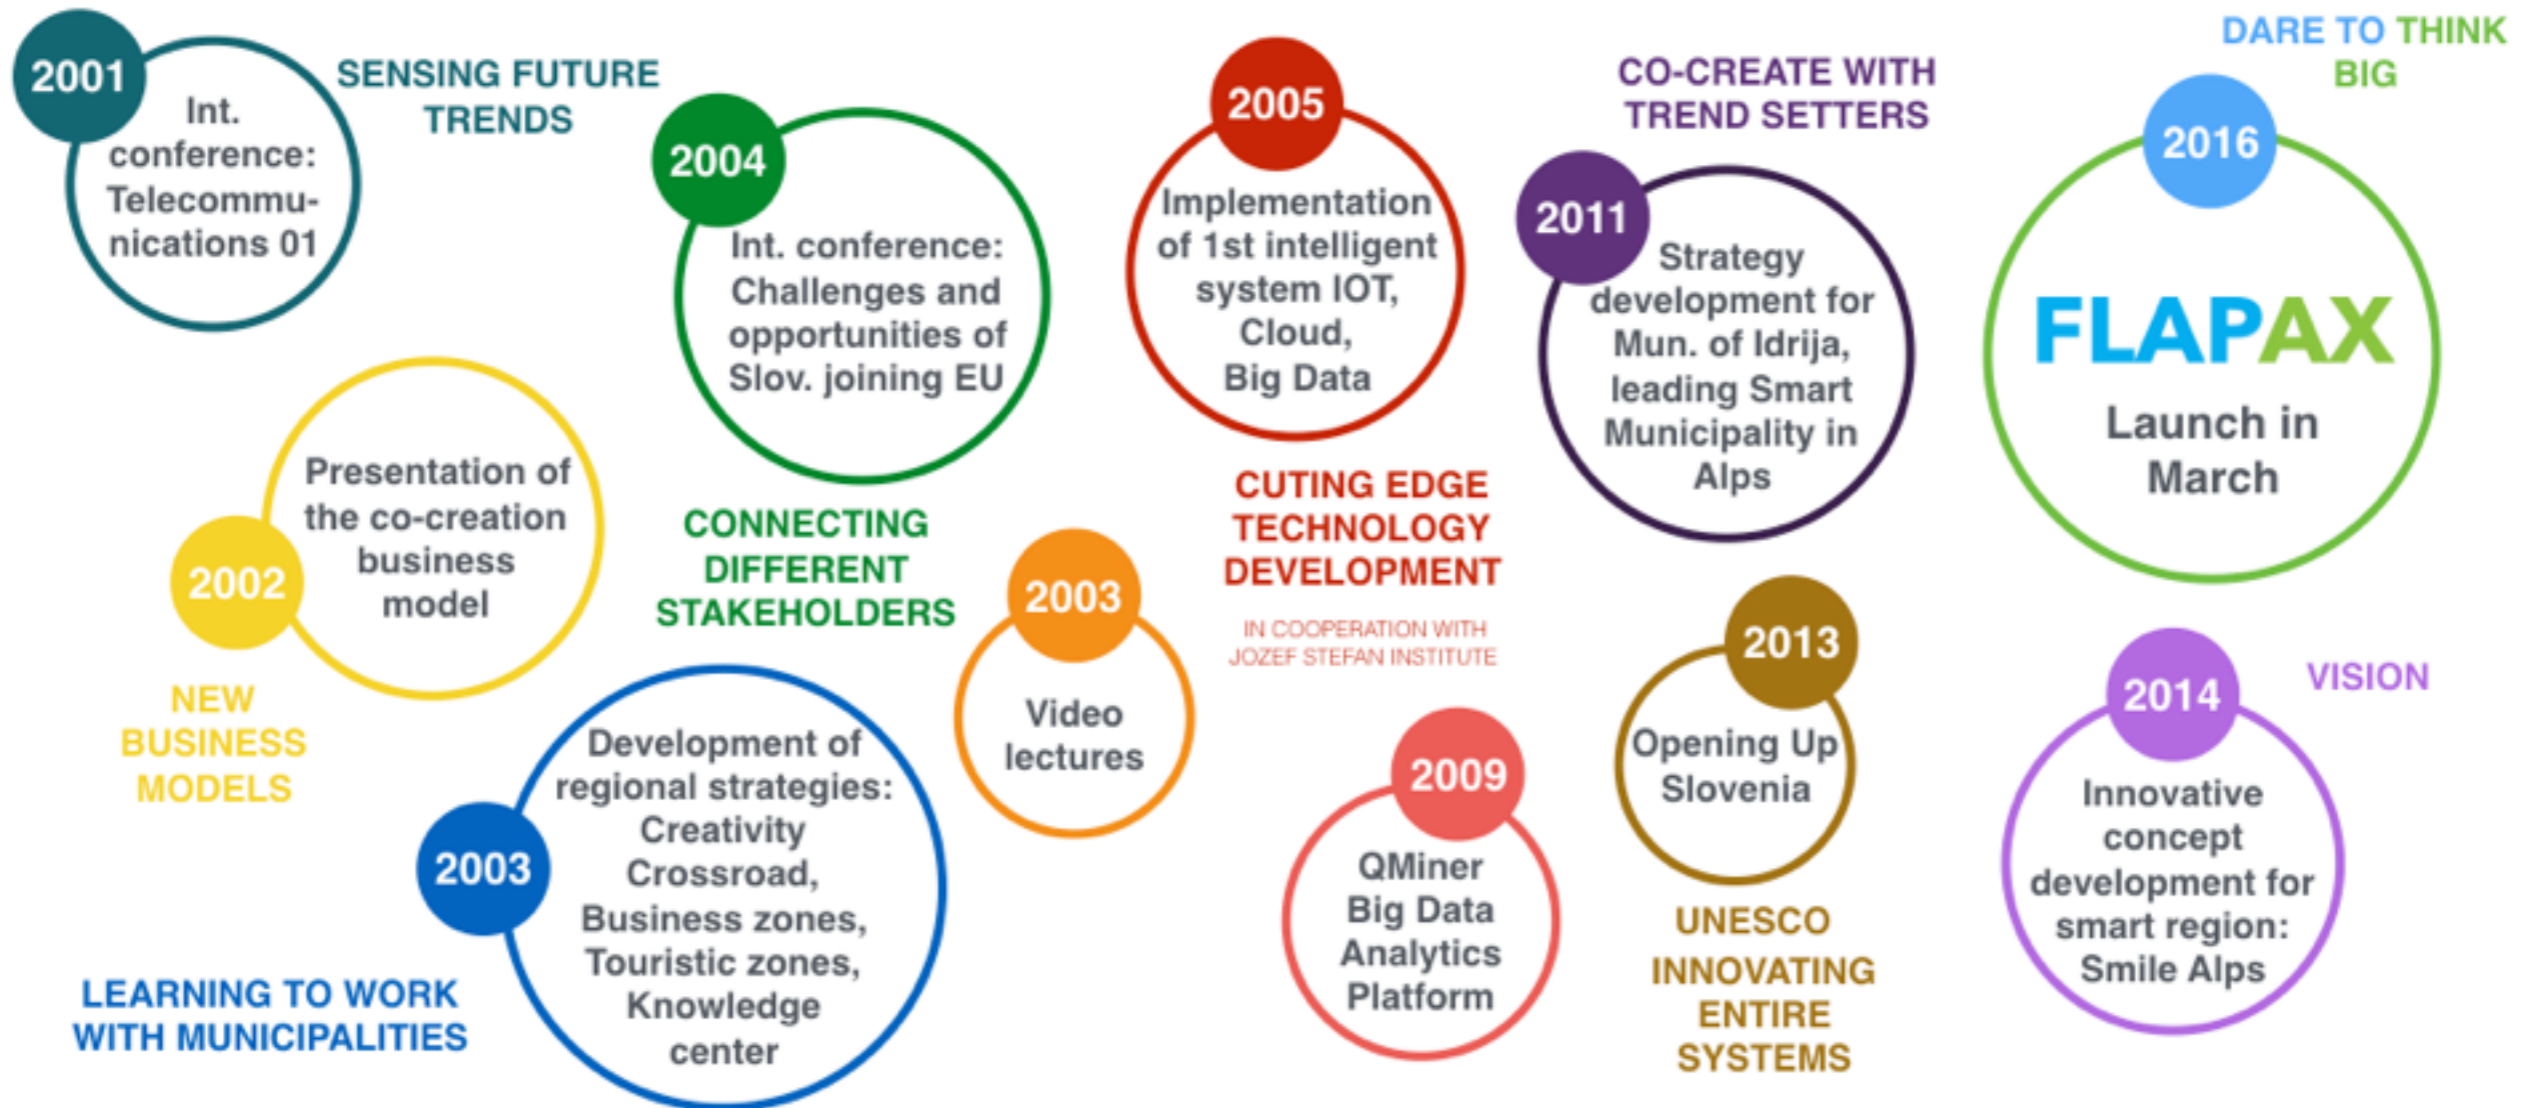 2001
Int.
conference:
Telecommu-
nications 01
SENSING FUTURE
TRENDS
2002
Presentation of
the co-creation
business
model
NEW
BUSINESS
MODELS
2003
Development of
regional strategies:
Creativity
Crossroad,
Business zones,
Touristic zones,
Knowledge
center
LEARNING TO WORK
WITH MUNICIPALITIES
2004
Int. conference:
Challenges and
opportunities of
Slov. joining EU
CONNECTING
DIFFERENT
STAKEHOLDERS
2003
Video
lectures
2005
Implementation
of 1st intelligent
system IOT,
Cloud,
Big Data
CUTING EDGE
TECHNOLOGY
DEVELOPMENT
IN COOPERATION WITH
JOZEF STEFAN INSTITUTE
2009
QMiner
Big Data
Analytics
Platform
CO-CREATE WITH
TREND SETTERS
2011
Strategy
development for
Mun. of Idrija,
leading Smart
Municipality in
Alps
2013
Opening Up
Slovenia
UNESCO
INNOVATING
ENTIRE
SYSTEMS
DARE TO THINK
BIG
2016
FLAPAX
Launch in
March
2014
VISION
Innovative
concept
development for
smart region:
Smile Alps